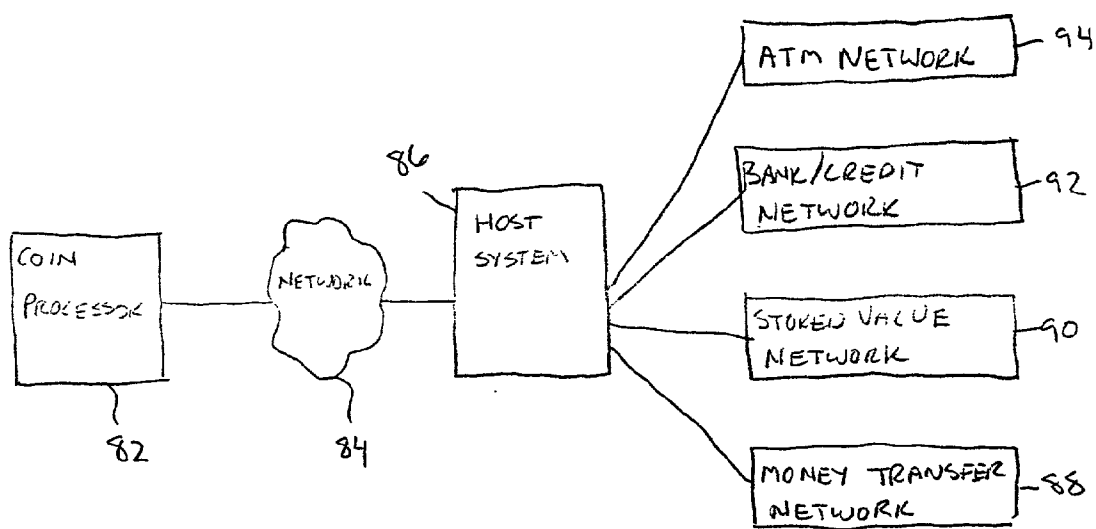 ATM NETWORK
94
86
BANK/CREDIT
NETWORK
92
HOST
SYSTEM
COIN
PROCESSOR
NETWORK
STORED VALUE
NETWORK
90
82
84
MONEY TRANSFER
NETWORK
88